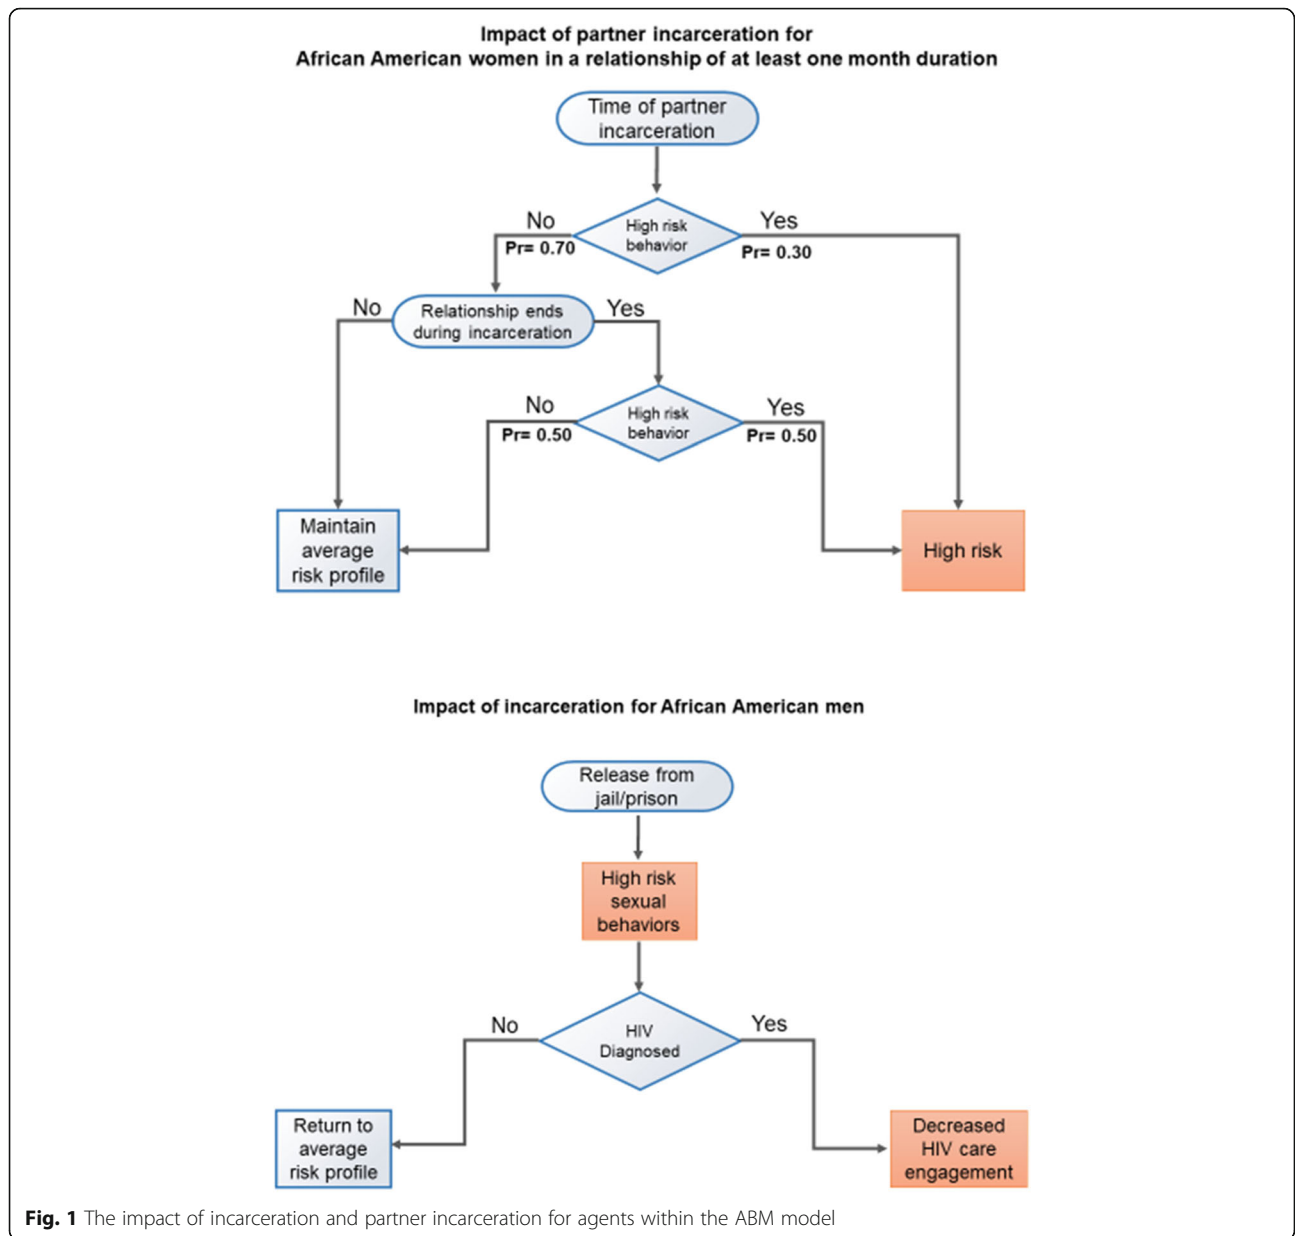 Impact of partner incarceration for
African American women in a relationship of at least one month duration
Time of partner
incarceration
No
Yes
High risk
behavior
Pr= 0.70
Pr= 0.30
No
Yes
Relationship ends
during incarceration
No
Yes
High risk
behavior
Pr= 0.50
Pr= 0.50
Maintain
average
risk profile
High risk
Impact of incarceration for African American men
Release from
jail/prison
High risk
sexual
behaviors
No
Yes
HIV
Diagnosed
Return to
average
risk profile
Decreased
HIV care
engagement
Fig. 1 The impact of incarceration and partner incarceration for agents within the ABM model